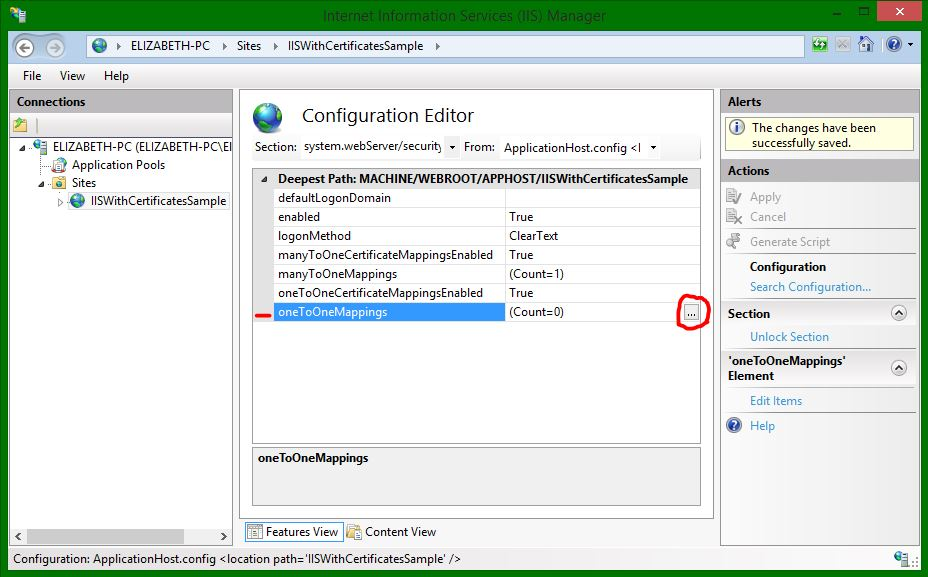 Internet Information Services (IIS) Manager
ELIZABETH-PC Sites IISWithCertificatesSample
File View Help
Connections
ELIZABETH-PC (ELIZABETH-PC\El
Application Pools
Sites
IISWithCertificatesSample
Configuration Editor
Section: system.webServer/security From: ApplicationHost.config <l
Deepest Path: MACHINE/WEBROOT/APPHOST/IISWithCertificatesSample
defaultLogonDomain
enabled True
logonMethod ClearText
manyToOneCertificateMappingsEnabled True
manyToOneMappings (Count=1)
oneToOneCertificateMappingsEnabled True
oneToOneMappings (Count=0) ...
oneToOneMappings
Features View Content View
Alerts
The changes have been
successfully saved.
Actions
Apply
Cancel
Generate Script
Configuration
Search Configuration...
Section
Unlock Section
'oneToOneMappings'
Element
Edit Items
Help
Configuration: ApplicationHost.config <location path='IISWithCertificatesSample' />